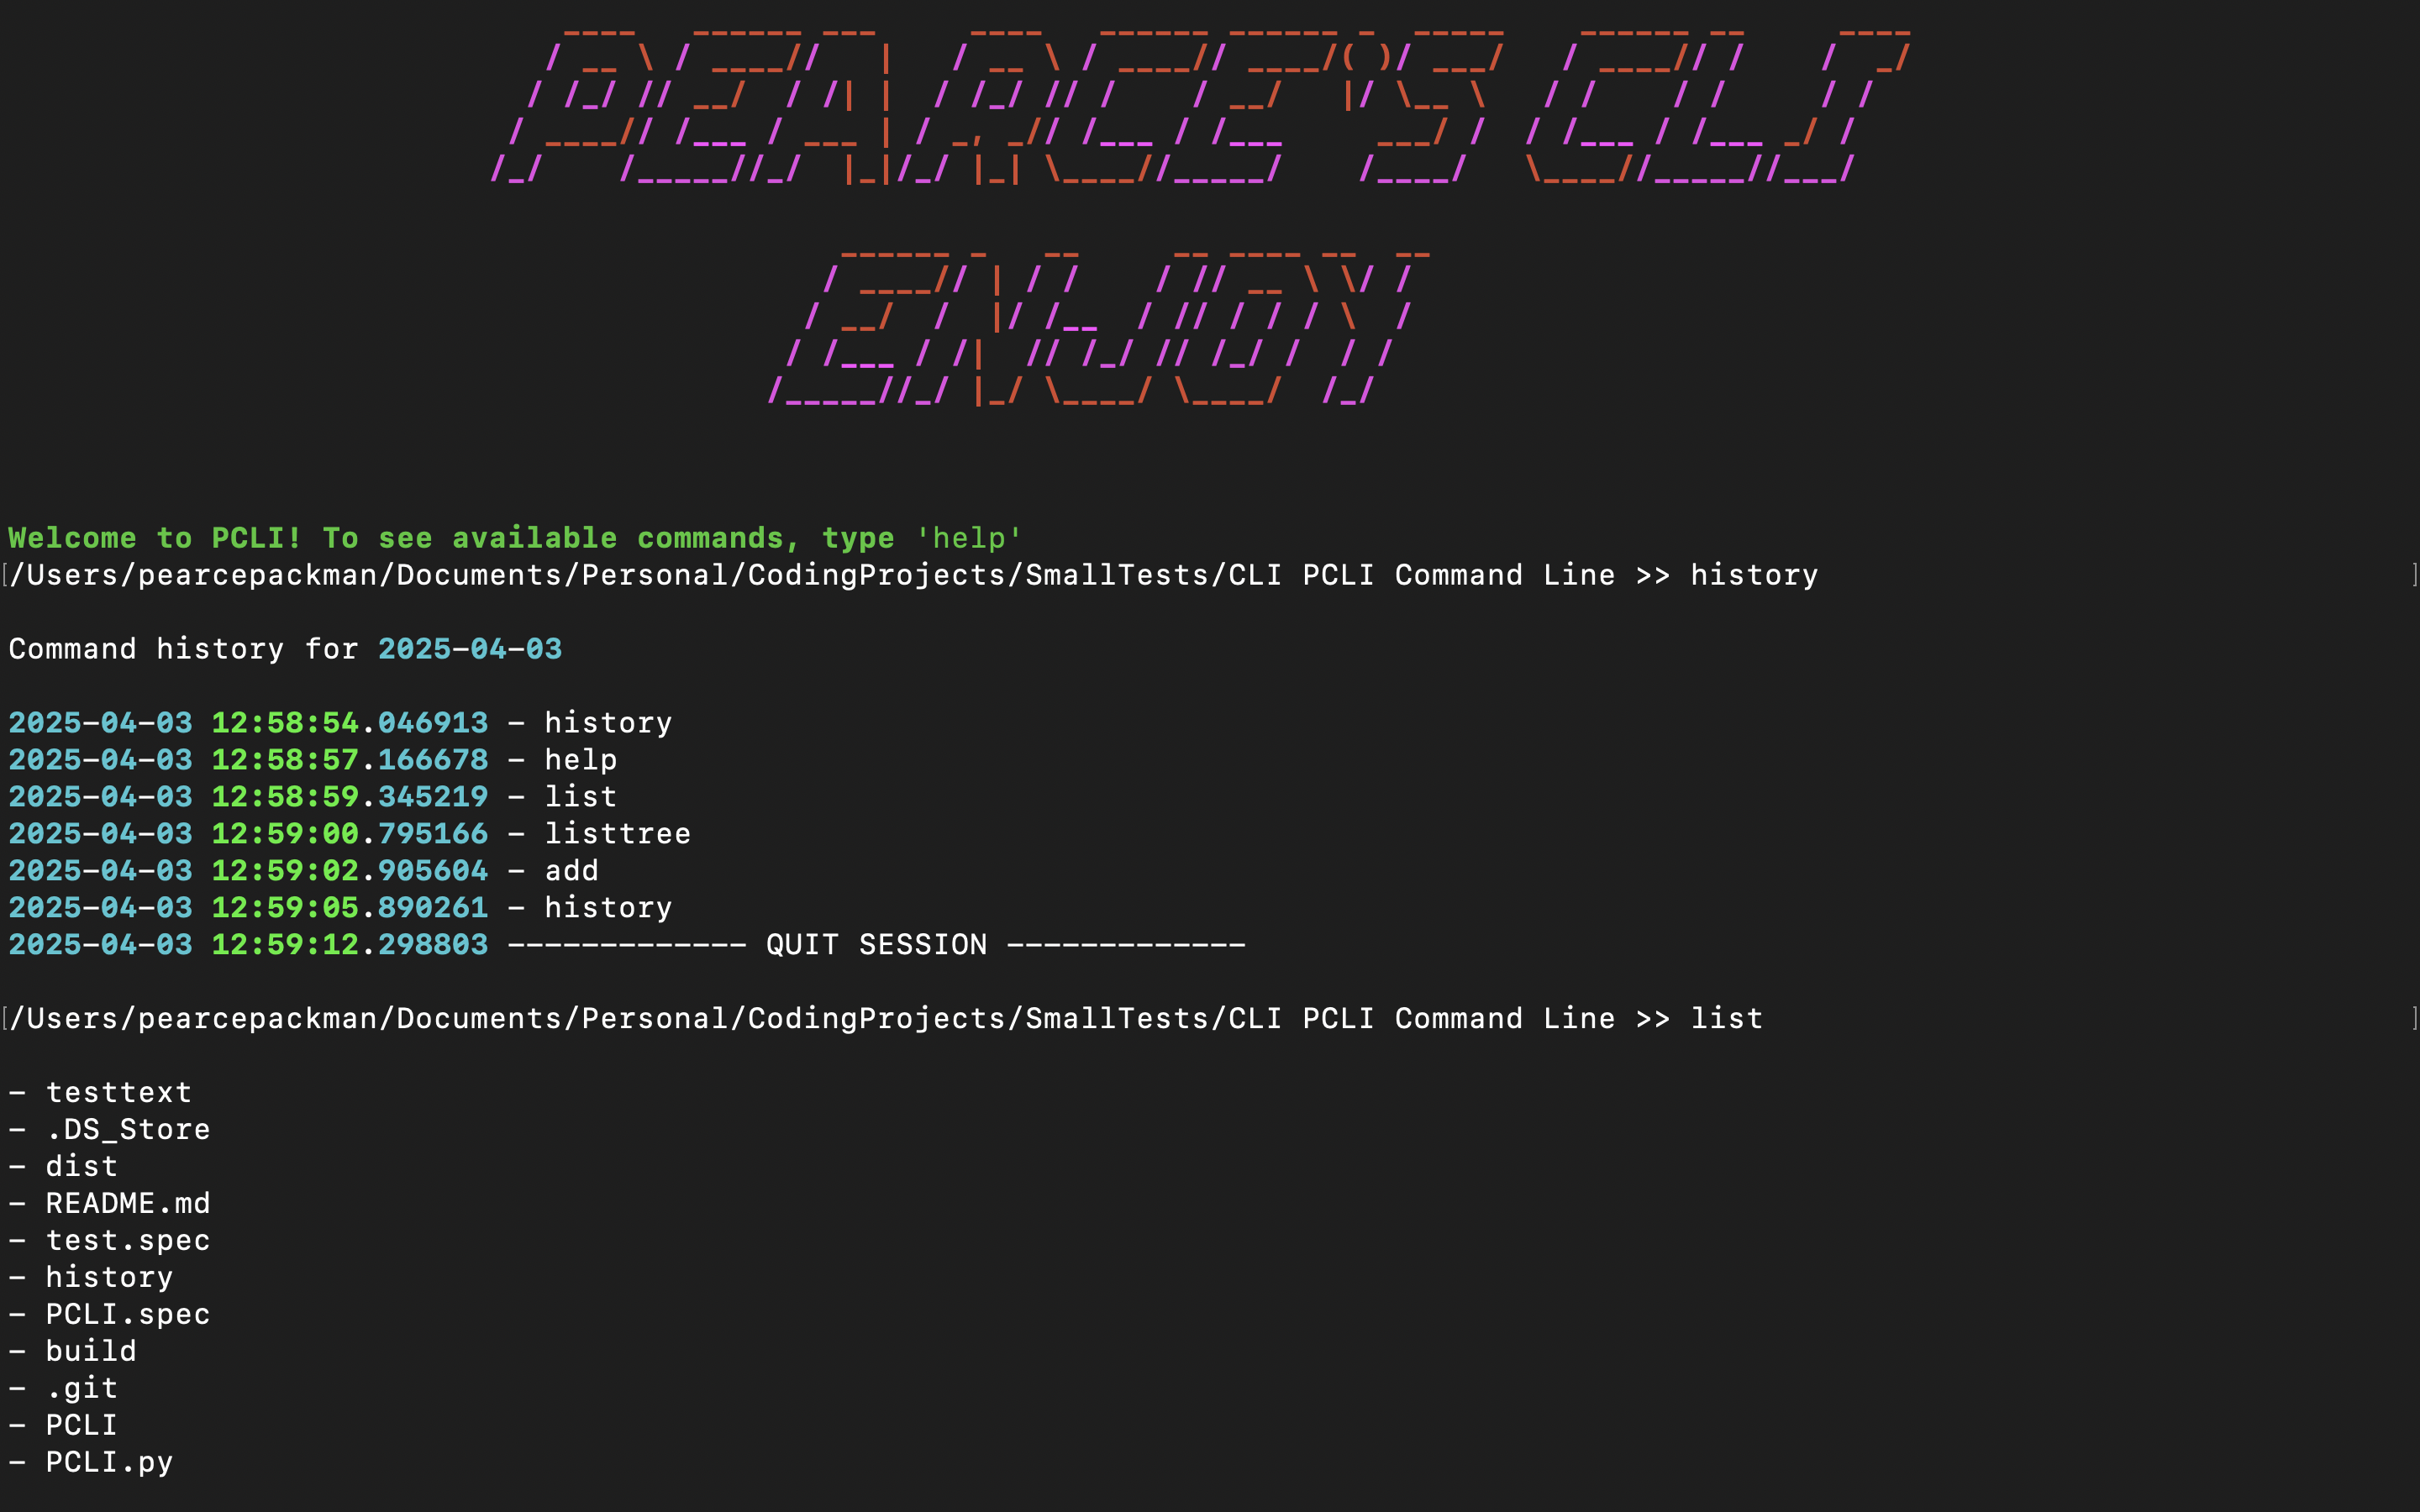 PEARCE'S CLI
ENJOY
Welcome to PCLI! To see available commands, type 'help'
[/Users/pearcepackman/Documents/Personal/CodingProjects/SmallTests/CLI PCLI Command Line >> history ]
Command history for 2025-04-03
2025-04-03 12:58:54.046913 - history
2025-04-03 12:58:57.166678 - help
2025-04-03 12:58:59.345219 - list
2025-04-03 12:59:00.795166 - listtree
2025-04-03 12:59:02.905604 - add
2025-04-03 12:59:05.890261 - history
2025-04-03 12:59:12.298803 ------------- QUIT SESSION -------------
[/Users/pearcepackman/Documents/Personal/CodingProjects/SmallTests/CLI PCLI Command Line >> list ]
- testtext
- .DS_Store
- dist
- README.md
- test.spec
- history
- PCLI.spec
- build
- .git
- PCLI
- PCLI.py